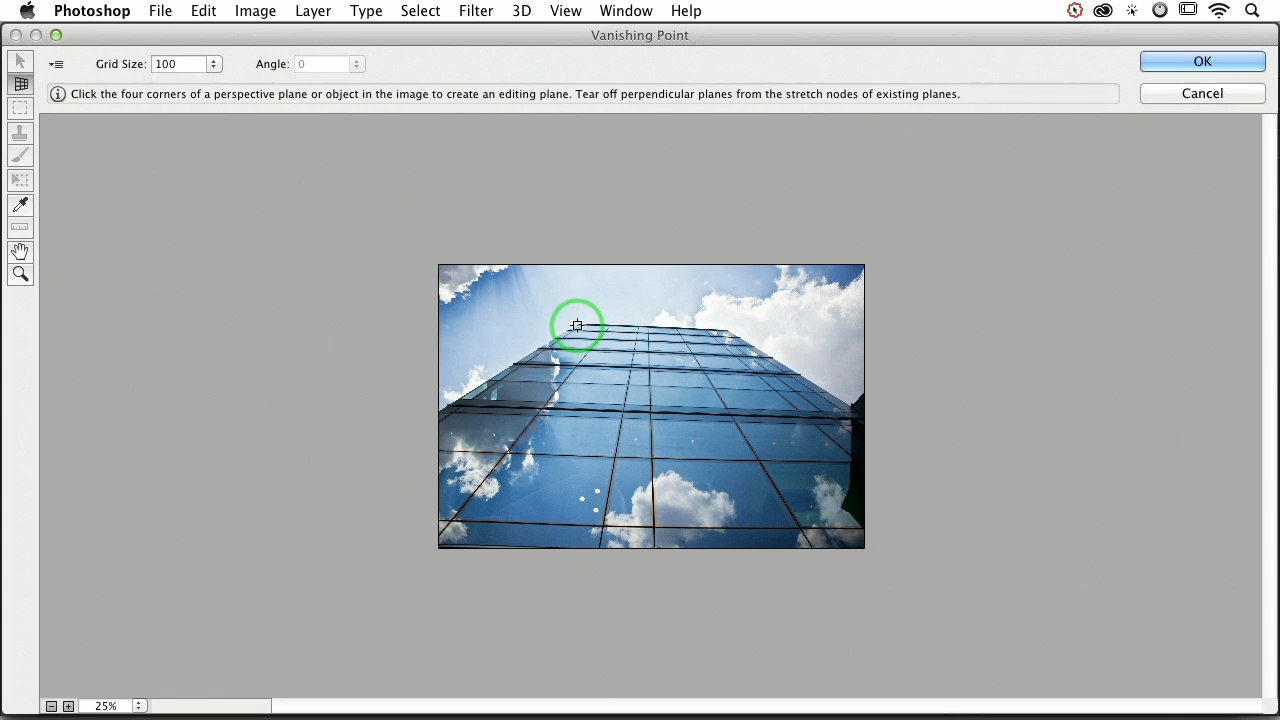 Photoshop File Edit Image Layer Type Select Filter 3D View Window Help
Vanishing Point
Grid Size: 100 Angle: 0 OK
Click the four corners of a perspective plane or object in the image to create an editing plane. Tear off perpendicular planes from the stretch nodes of existing planes. Cancel
25%